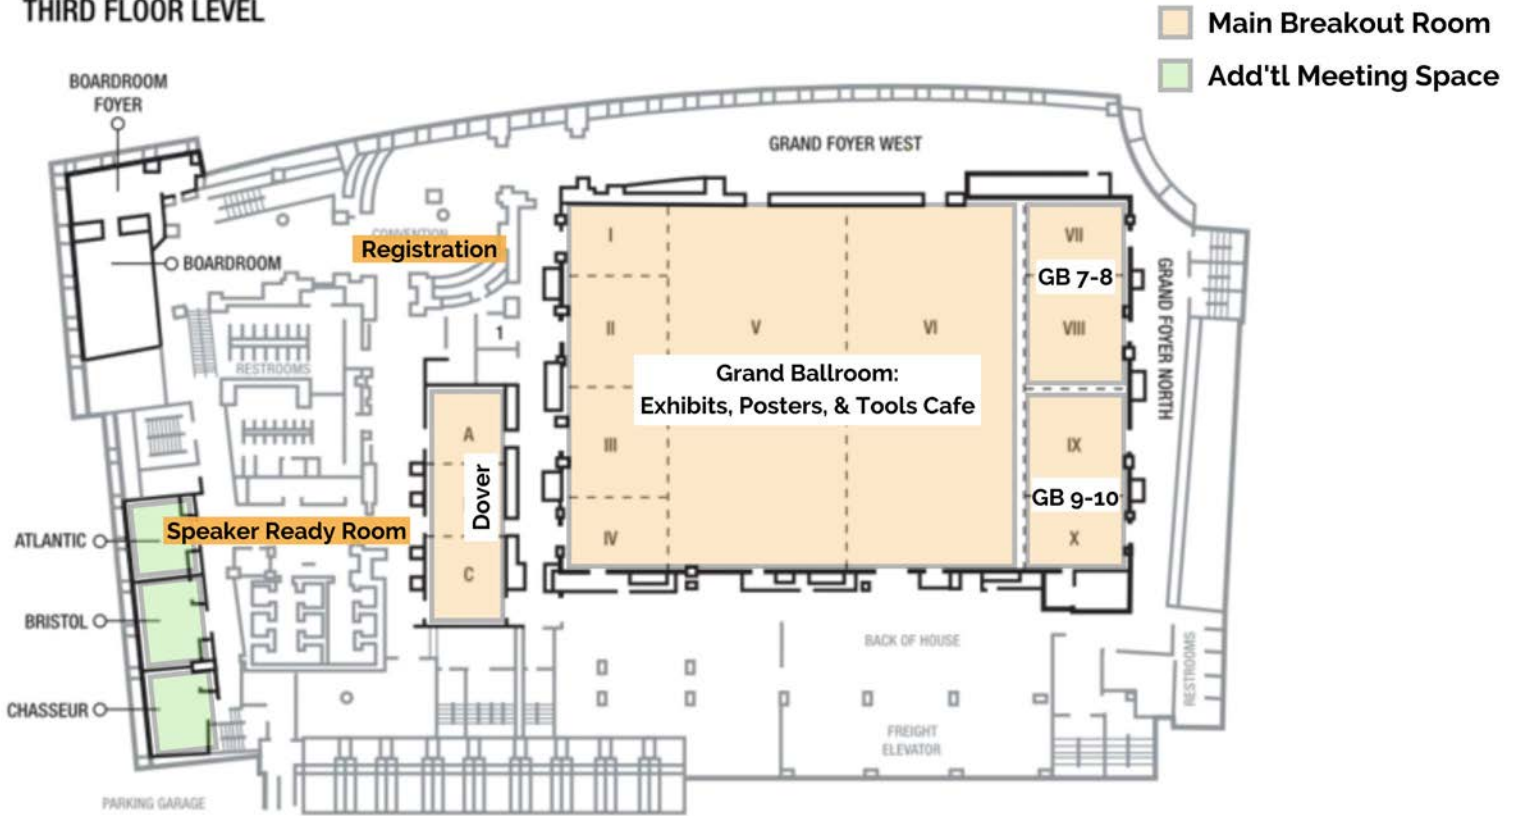 THIRD FLOOR LEVEL
Main Breakout Room
Add'tl Meeting Space
BOARDROOM
FOYER
GRAND FOYER WEST
CONVENTION
Registration
BOARDROOM
I
II
III
IV
V
VI
VII
GB 7-8
VIII
IX
GB 9-10
X
GRAND FOYER NORTH
Grand Ballroom:
Exhibits, Posters, & Tools Cafe
1
RESTROOMS
A
Dover
C
Speaker Ready Room
ATLANTIC
BRISTOL
CHASSEUR
BACK OF HOUSE
FREIGHT
ELEVATOR
RESTROOMS
PARKING GARAGE